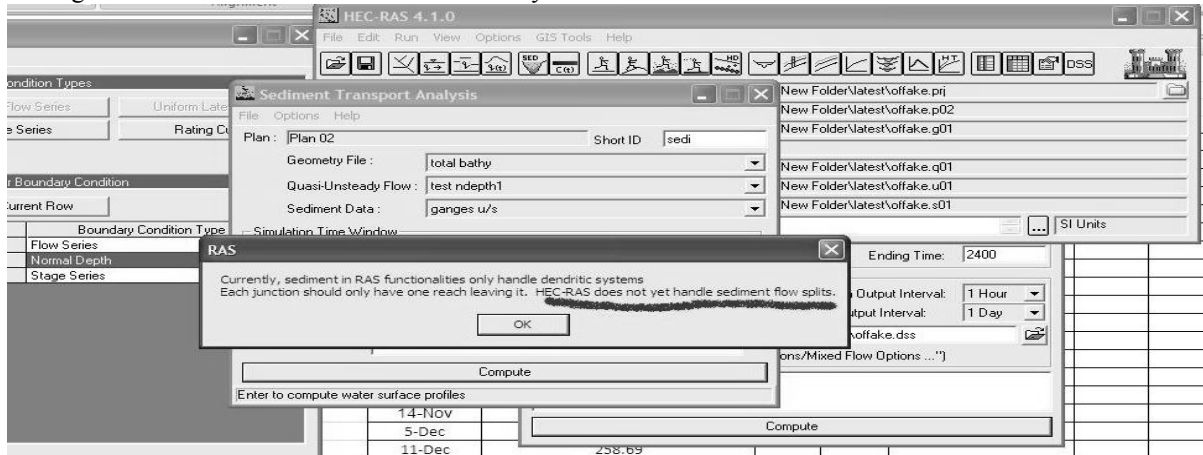 HEC-RAS 4.1.0
File Edit Run View Options GIS Tools Help
SED
C(t)
HD
HT
DSS
ondition Types
Flow Series
Uniform Late
e Series
Rating Cu
r Boundary Condition
Current Row
Boundary Condition Type
Flow Series
Normal Depth
Stage Series
New Folder\latest\offake.prj
New Folder\latest\offake.p02
New Folder\latest\offake.g01
New Folder\latest\offake.q01
New Folder\latest\offake.u01
New Folder\latest\offake.s01
... SI Units
Sediment Transport Analysis
File Options Help
Plan : Plan 02 Short ID sedi
Geometry File : total bathy
Quasi-Unsteady Flow : test ndepth1
Sediment Data : ganges u/s
Simulation Time Window
RAS
Currently, sediment in RAS functionalities only handle dendritic systems
Each junction should only have one reach leaving it. HEC-RAS does not yet handle sediment flow splits.
OK
Ending Time: 2400
Output Interval: 1 Hour
tput Interval: 1 Day
\offake.dss
ons/Mixed Flow Options ...")
Compute
Enter to compute water surface profiles
Compute
14-Nov
5-Dec
11-Dec 258.69